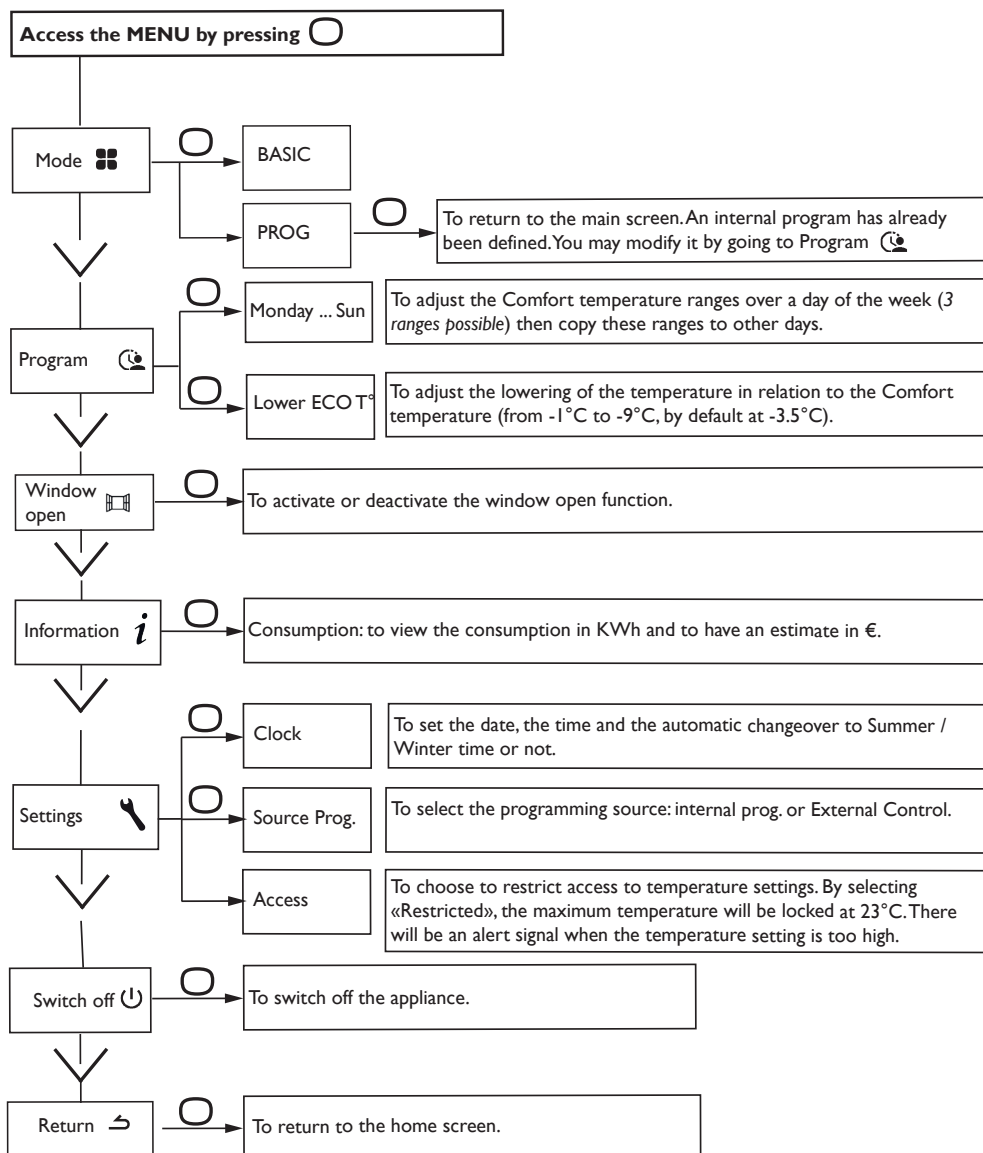 Access the MENU by pressing
Mode
BASIC
PROG
To return to the main screen. An internal program has already
been defined. You may modify it by going to Program
Program
Monday ... Sun
To adjust the Comfort temperature ranges over a day of the week (3
ranges possible) then copy these ranges to other days.
Lower ECO T°
To adjust the lowering of the temperature in relation to the Comfort
temperature (from -1°C to -9°C, by default at -3.5°C).
Window
open
To activate or deactivate the window open function.
Information i
Consumption: to view the consumption in KWh and to have an estimate in €.
Settings
Clock
To set the date, the time and the automatic changeover to Summer /
Winter time or not.
Source Prog.
To select the programming source: internal prog. or External Control.
Access
To choose to restrict access to temperature settings. By selecting
«Restricted», the maximum temperature will be locked at 23°C. There
will be an alert signal when the temperature setting is too high.
Switch off
To switch off the appliance.
Return
To return to the home screen.